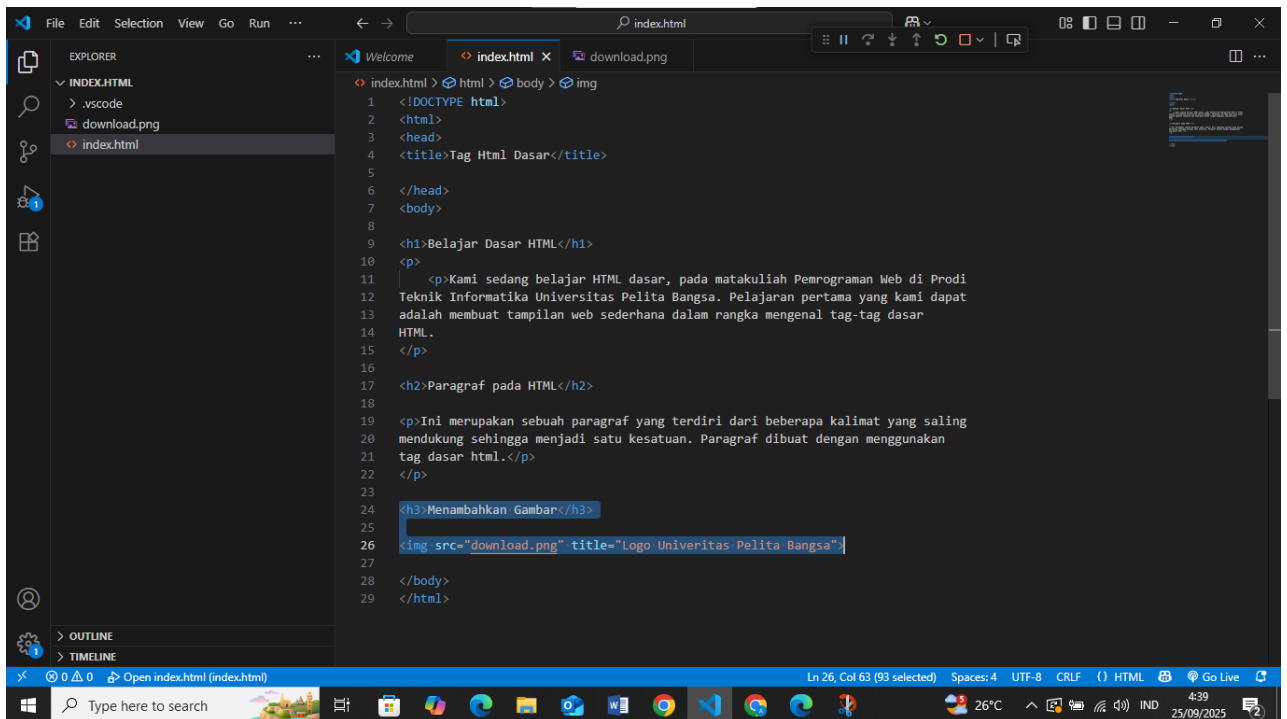 File Edit Selection View Go Run ···
index.html
EXPLORER ···
Welcome
index.html
download.png
INDEX.HTML
.vscode
download.png
index.html
index.html > html > body > img
1 <!DOCTYPE html>
2 <html>
3 <head>
4 <title>Tag Html Dasar</title>
5
6 </head>
7 <body>
8
9 <h1>Belajar Dasar HTML</h1>
10 <p>
11 <p>Kami sedang belajar HTML dasar, pada matakuliah Pemrograman Web di Prodi
12 Teknik Informatika Universitas Pelita Bangsa. Pelajaran pertama yang kami dapat
13 adalah membuat tampilan web sederhana dalam rangka mengenal tag-tag dasar
14 HTML.
15 </p>
16
17 <h2>Paragraf pada HTML</h2>
18
19 <p>Ini merupakan sebuah paragraf yang terdiri dari beberapa kalimat yang saling
20 mendukung sehingga menjadi satu kesatuan. Paragraf dibuat dengan menggunakan
21 tag dasar html.</p>
22 </p>
23
24 <h3>Menambahkan Gambar</h3>
25
26 <img src="download.png" title="Logo Univeritas Pelita Bangsa">
27
28 </body>
29 </html>
1
1
OUTLINE
TIMELINE
0 0 Open index.html (index.html) Ln 26, Col 63 (93 selected) Spaces: 4 UTF-8 CRLF {} HTML Go Live
Type here to search 5 26°C IND 4:39
25/09/2025 2